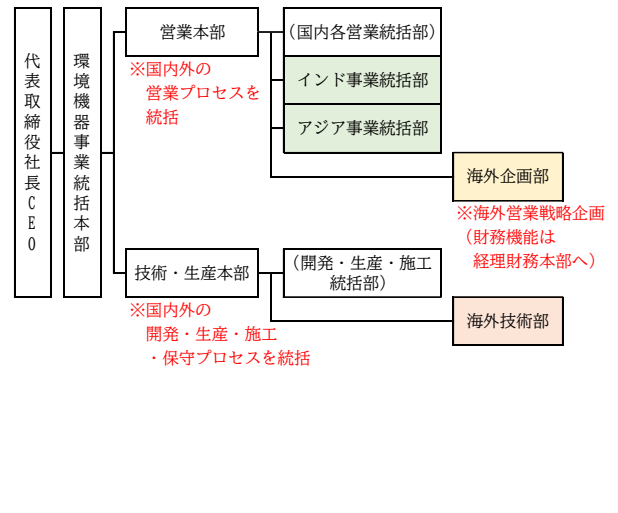 代表取締役社長CEO
環境機器事業統括本部
営業本部
※国内外の
営業プロセスを
統括
（国内各営業統括部）
インド事業統括部
アジア事業統括部
海外企画部
※海外営業戦略企画
（財務機能は
経理財務本部へ）
技術・生産本部
※国内外の
開発・生産・施工
・保守プロセスを統括
（開発・生産・施工
統括部）
海外技術部